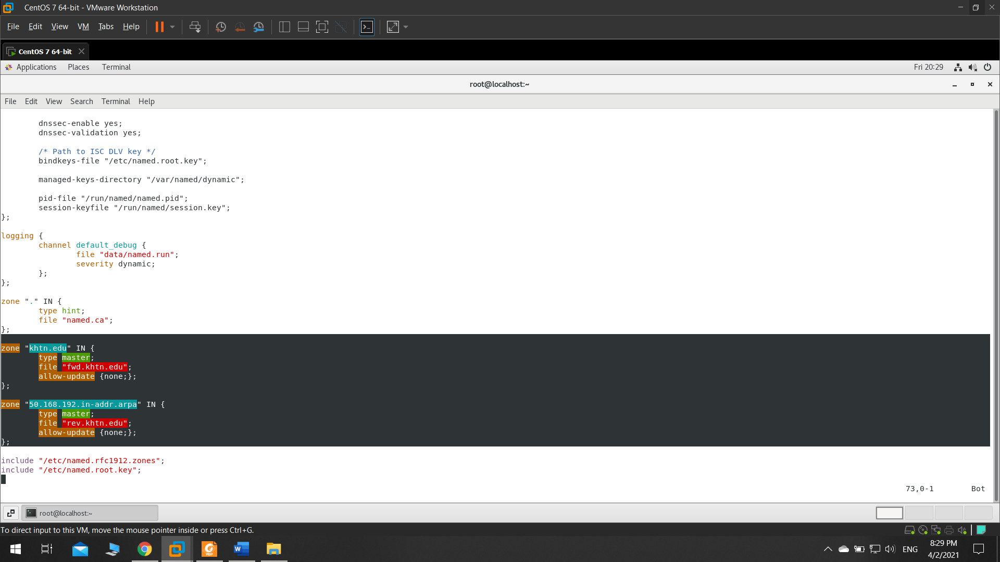 CentOS 7 64-bit - VMware Workstation
File Edit View VM Tabs Help
CentOS 7 64-bit
Applications Places Terminal Fri 20:29
root@localhost:~
File Edit View Search Terminal Help
dnssec-enable yes;
dnssec-validation yes;
/* Path to ISC DLV key */
bindkeys-file "/etc/named.root.key";
managed-keys-directory "/var/named/dynamic";
pid-file "/run/named/named.pid";
session-keyfile "/run/named/session.key";
};
logging {
channel default_debug {
file "data/named.run";
severity dynamic;
};
};
zone "." IN {
type hint;
file "named.ca";
};
zone "khtn.edu" IN {
type master;
file "fwd.khtn.edu";
allow-update {none;};
};
zone "50.168.192.in-addr.arpa" IN {
type master;
file "rev.khtn.edu";
allow-update {none;};
};
include "/etc/named.rfc1912.zones";
include "/etc/named.root.key";
73,0-1 Bot
root@localhost:~
To direct input to this VM, move the mouse pointer inside or press Ctrl+G.
ENG 8:29 PM
4/2/2021